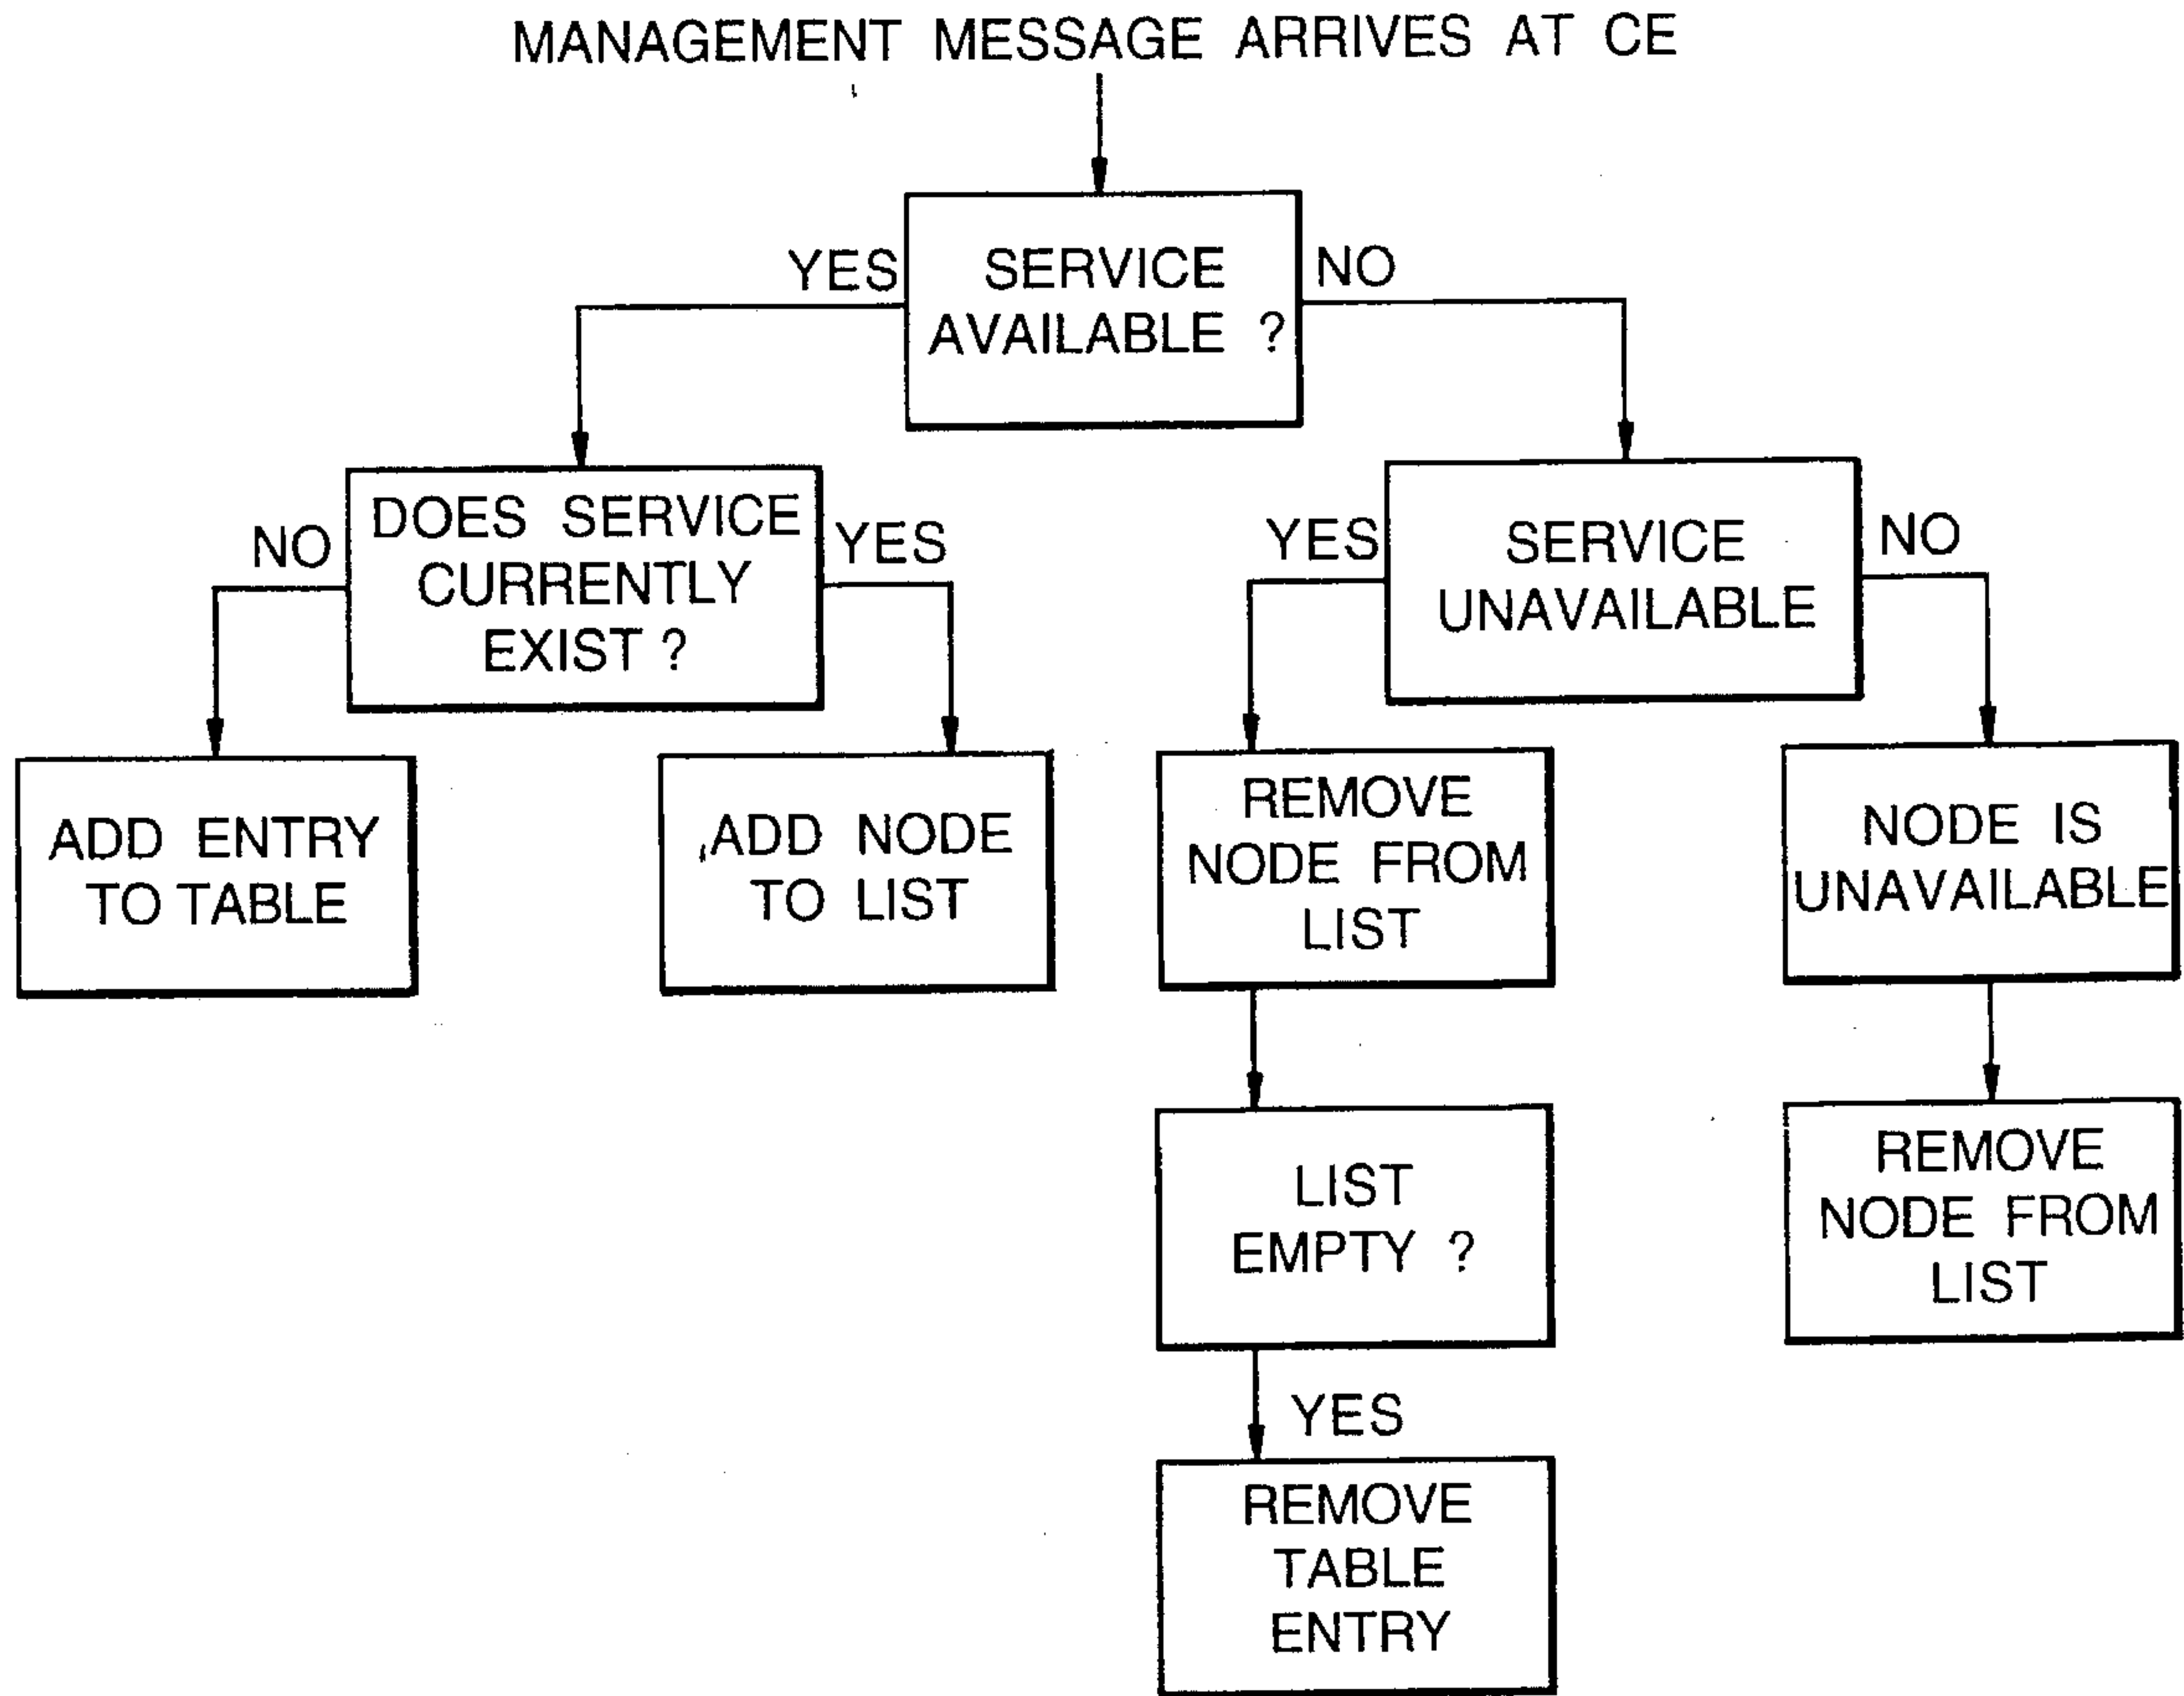 MANAGEMENT MESSAGE ARRIVES AT CE
YES
SERVICE
AVAILABLE ?
NO
NO
DOES SERVICE
CURRENTLY
EXIST ?
YES
YES
SERVICE
UNAVAILABLE
NO
ADD ENTRY
TO TABLE
ADD NODE
TO LIST
REMOVE
NODE FROM
LIST
NODE IS
UNAVAILABLE
LIST
EMPTY ?
REMOVE
NODE FROM
LIST
YES
REMOVE
TABLE
ENTRY